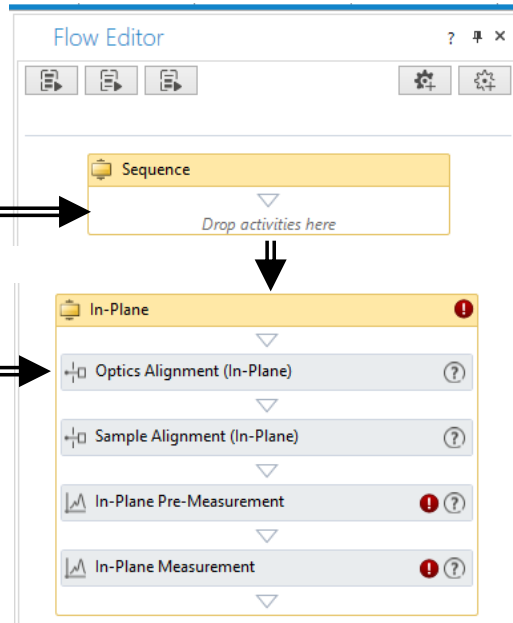 Flow Editor ?
Sequence
Drop activities here
In-Plane !
Optics Alignment (In-Plane) ?
Sample Alignment (In-Plane) ?
In-Plane Pre-Measurement ! ?
In-Plane Measurement ! ?